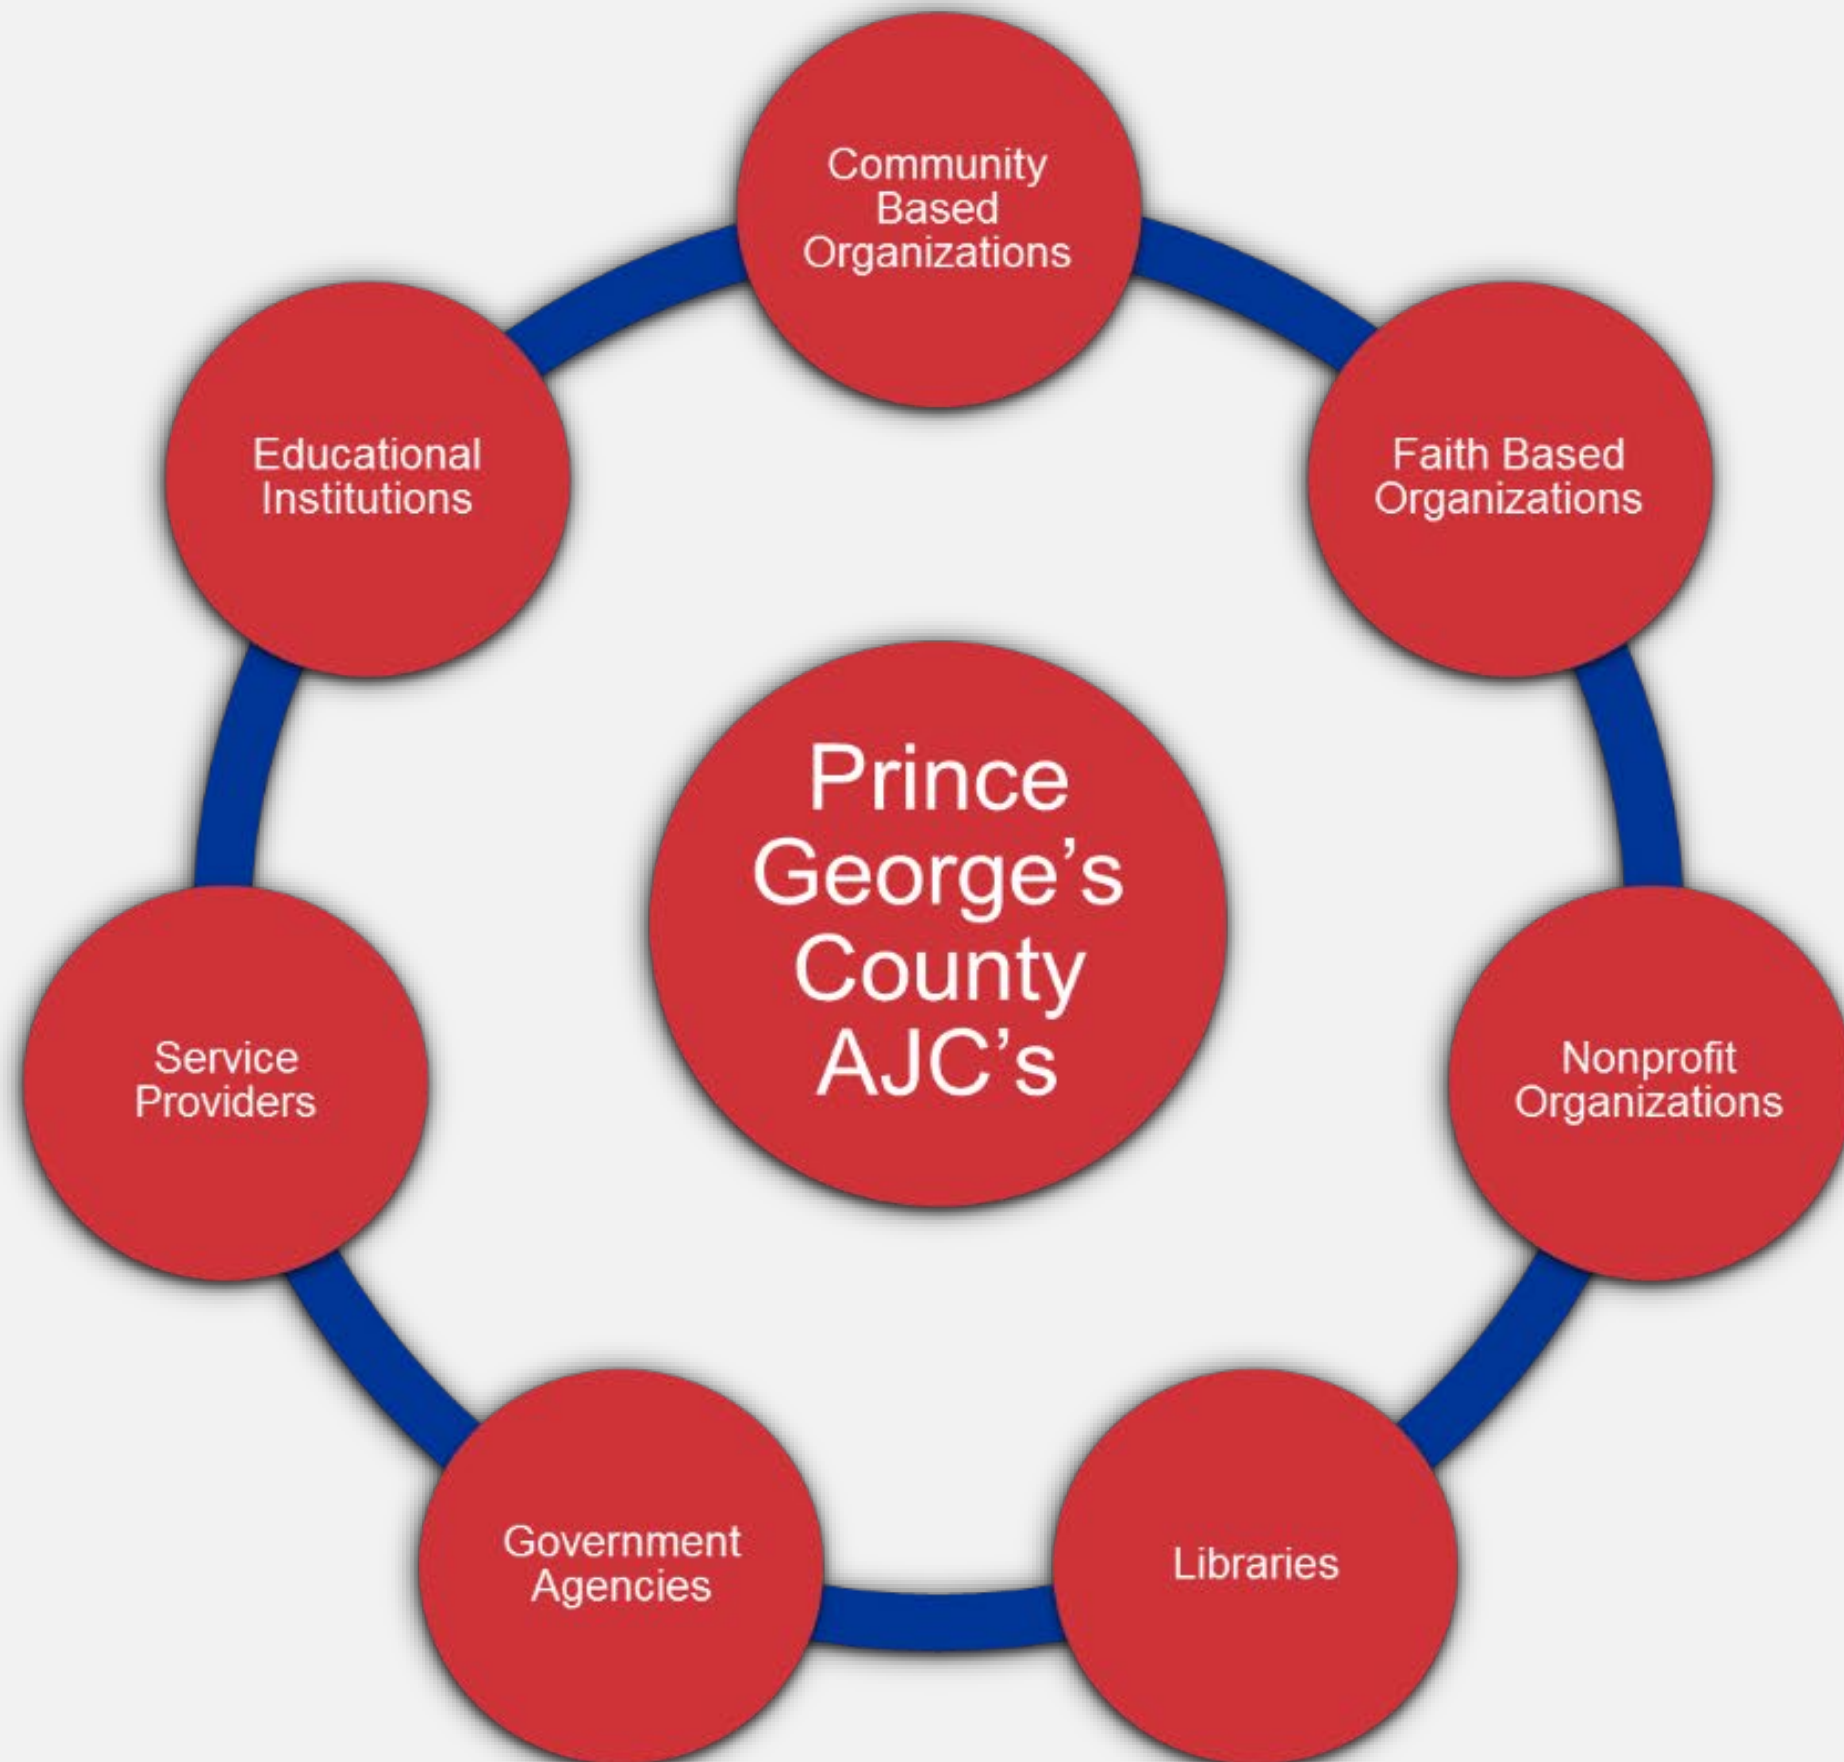 Community
Based
Organizations
Faith Based
Organizations
Nonprofit
Organizations
Libraries
Government
Agencies
Service
Providers
Educational
Institutions
Prince
George’s
County
AJC’s